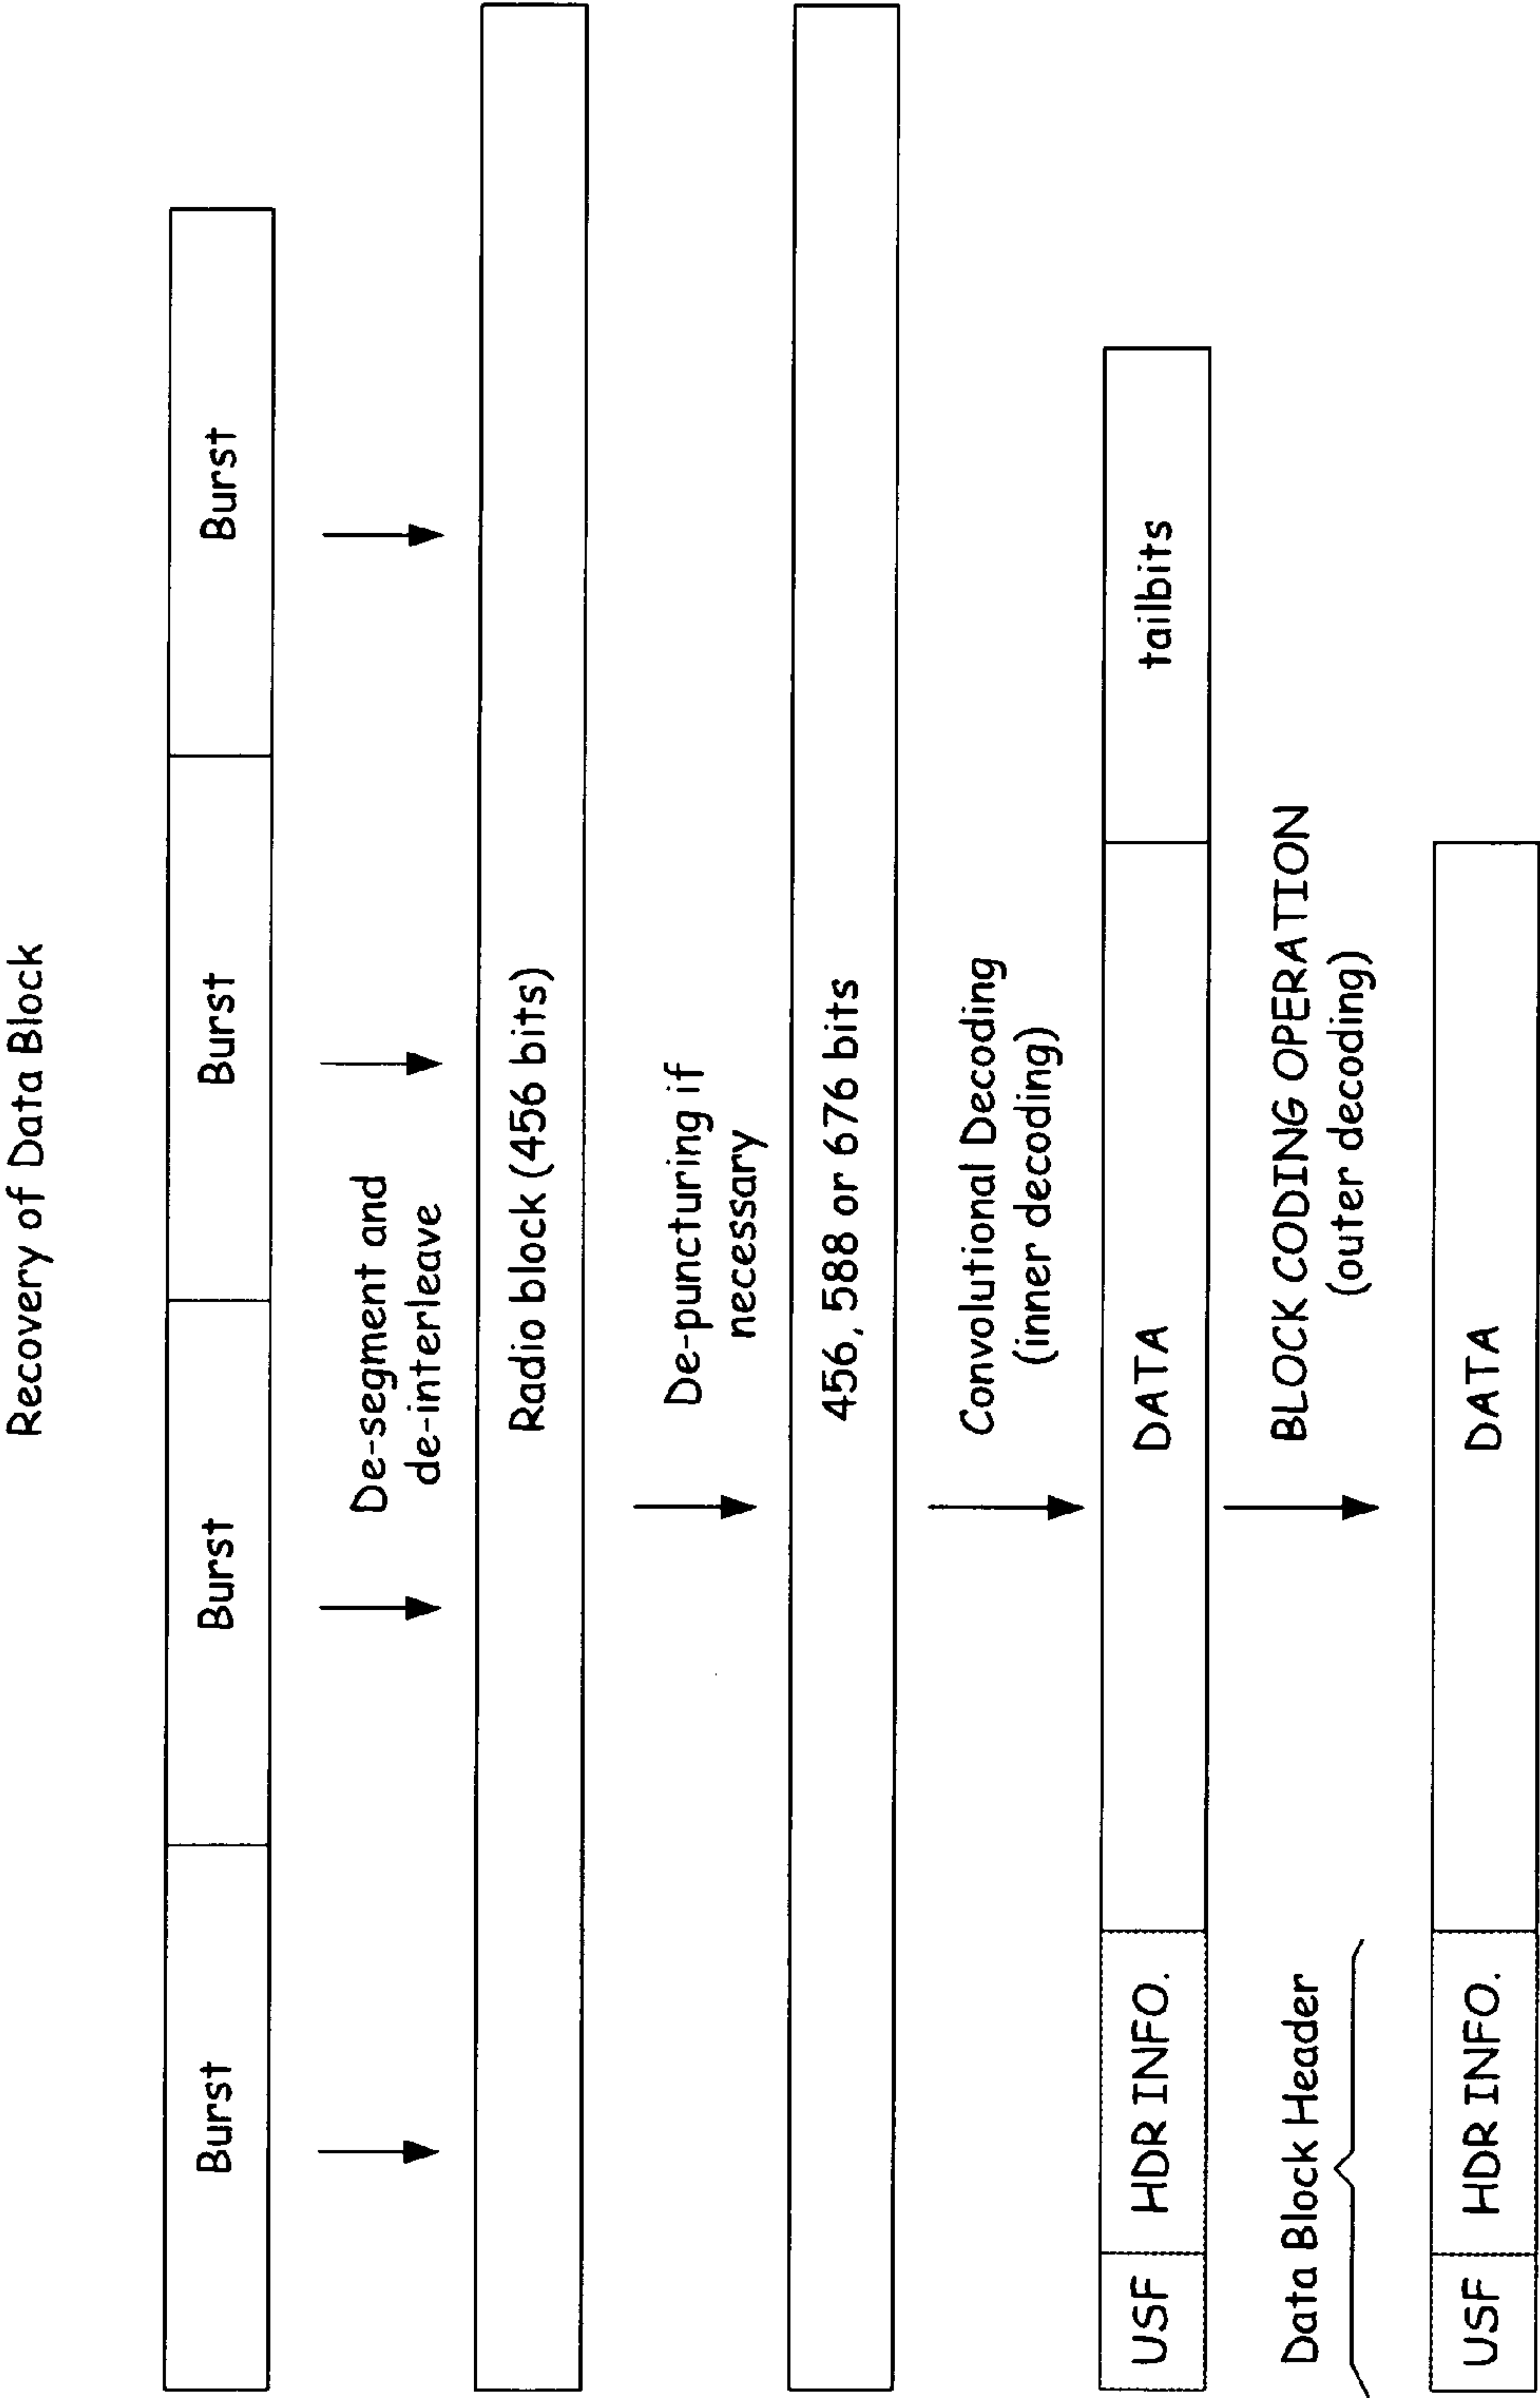 Recovery of Data Block
Burst
Burst
Burst
Burst
De-segment and
de-interleave
Radio block (456 bits)
De-puncturing if
necessary
456, 588 or 676 bits
Convolutional Decoding
(inner decoding)
USF
HDR INFO.
DATA
tailbits
Data Block Header
BLOCK CODING OPERATION
(outer decoding)
USF
HDR INFO.
DATA